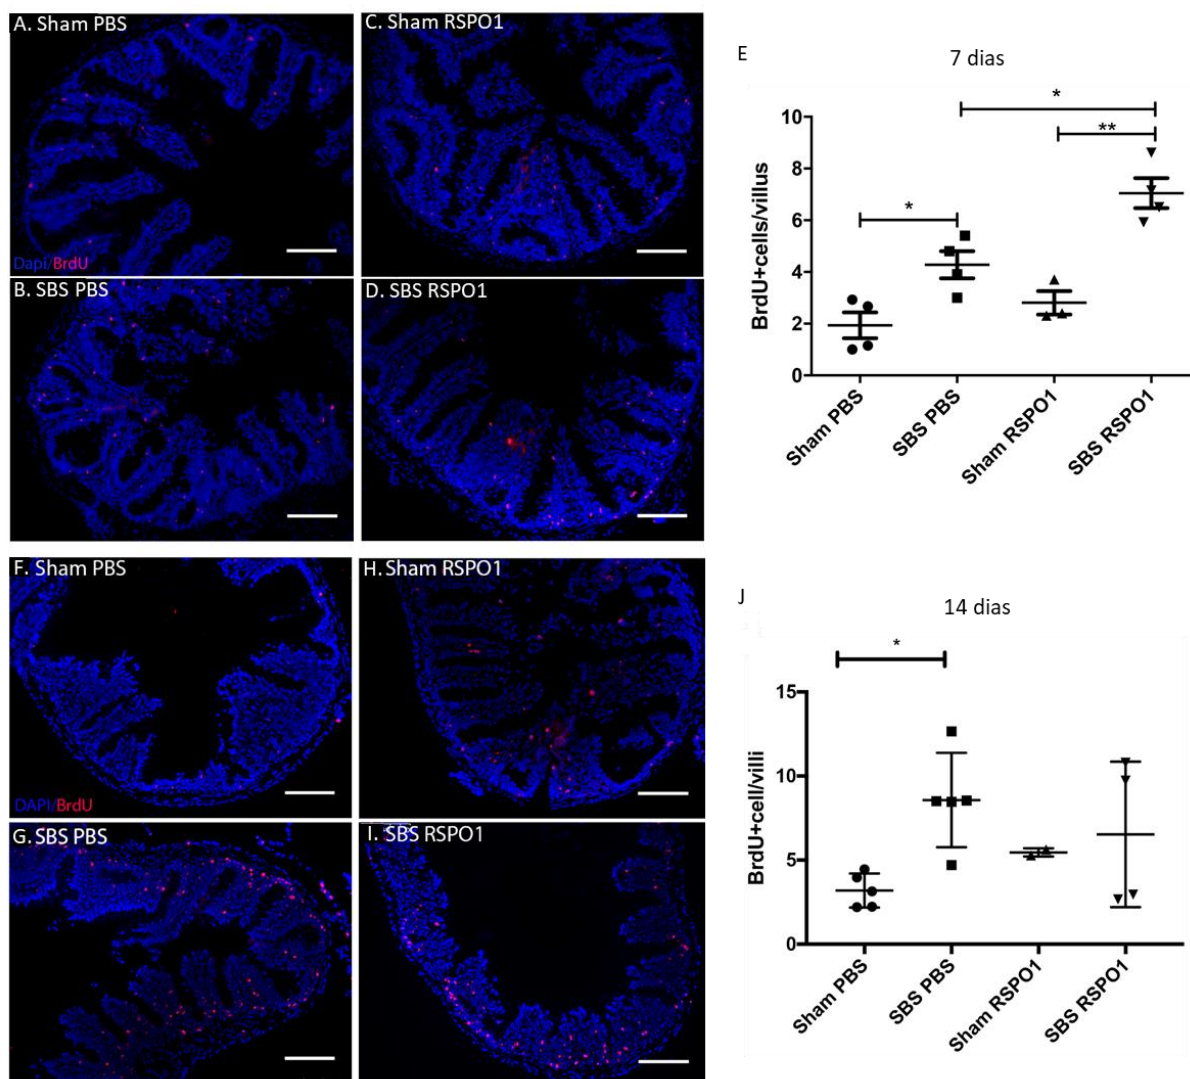 A. Sham PBS
Dapi/BrdU
C. Sham RSPO1
B. SBS PBS
D. SBS RSPO1
E
7 dias
*
**
*
BrdU+cells/villus
10
8
6
4
2
0
Sham PBS
SBS PBS
Sham RSPO1
SBS RSPO1
F. Sham PBS
DAPI/BrdU
H. Sham RSPO1
G. SBS PBS
I. SBS RSPO1
J
14 dias
*
BrdU+cell/villi
15
10
5
0
Sham PBS
SBS PBS
Sham RSPO1
SBS RSPO1